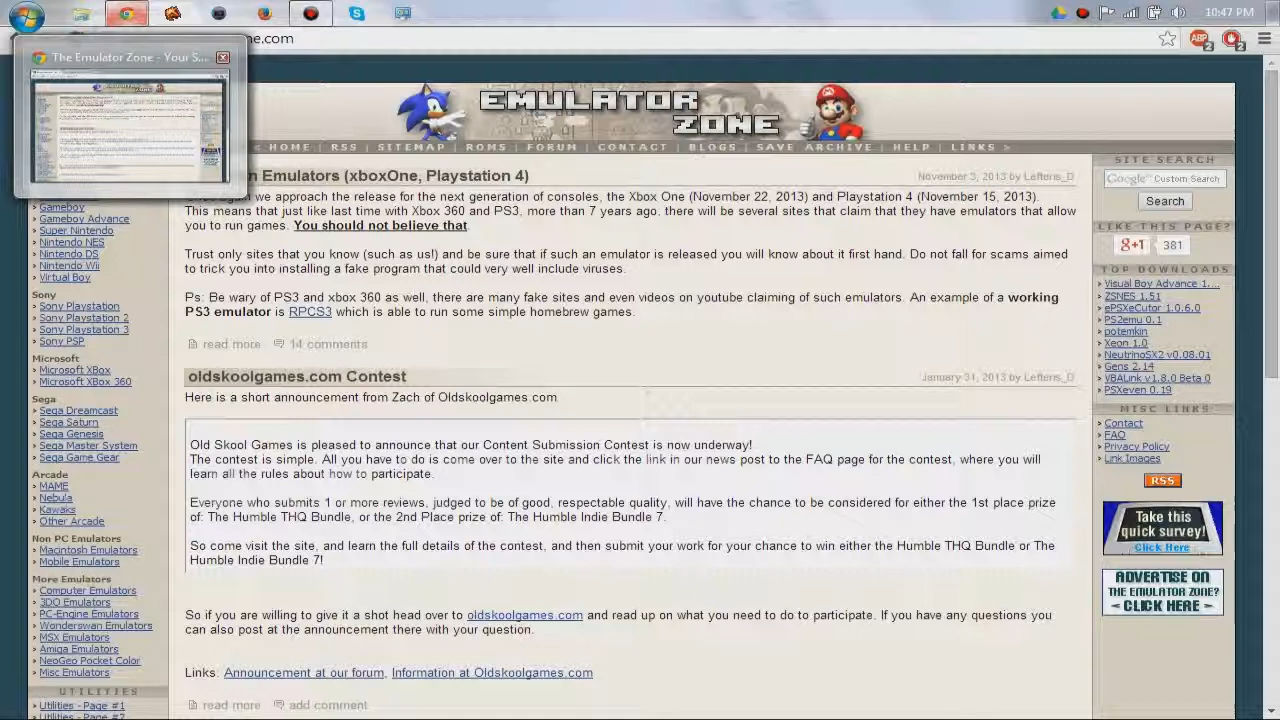 10:47 PM
The Emulator Zone - Your S...
e.com
ABP
2
2
EMULATOR
ZONE
HOME | RSS | SITEMAP | ROMS | FORUM | CONTACT | BLOGS | SAVE ARCHIVE | HELP | LINKS >
Gameboy
Gameboy Advance
Super Nintendo
Nintendo NES
Nintendo DS
Nintendo Wii
Virtual Boy
Sony
Sony Playstation
Sony Playstation 2
Sony Playstation 3
Sony PSP
Microsoft
Microsoft XBox
Microsoft XBox 360
Sega
Sega Dreamcast
Sega Saturn
Sega Genesis
Sega Master System
Sega Game Gear
Arcade
MAME
Nebula
Kawaks
Other Arcade
Non PC Emulators
Macintosh Emulators
Mobile Emulators
More Emulators
Computer Emulators
3DO Emulators
PC-Engine Emulators
Wonderswan Emulators
MSX Emulators
Amiga Emulators
NeoGeo Pocket Color
Misc Emulators
UTILITIES
Utilities - Page #1
Utilities - Page #2
Emulators (xboxOne, Playstation 4)
November 3, 2013 by Lefteris_D
we approach the release for the next generation of consoles, the Xbox One (November 22, 2013) and Playstation 4 (November 15, 2013).
This means that just like last time with Xbox 360 and PS3, more than 7 years ago, there will be several sites that claim that they have emulators that allow
you to run games. You should not believe that.
Trust only sites that you know (such as us!) and be sure that if such an emulator is released you will know about it first hand. Do not fall for scams aimed
to trick you into installing a fake program that could very well include viruses.
Ps: Be wary of PS3 and xbox 360 as well, there are many fake sites and even videos on youtube claiming of such emulators. An example of a working
PS3 emulator is RPCS3 which is able to run some simple homebrew games.
read more 14 comments
oldskoolgames.com Contest
January 31, 2013 by Lefteris_D
Here is a short announcement from Zach of Oldskoolgames.com
Old Skool Games is pleased to announce that our Content Submission Contest is now underway!
The contest is simple. All you have to do is come over to the site and click the link in our news post to the FAQ page for the contest, where you will
learn all the rules about how to participate.
Everyone who submits 1 or more reviews, judged to be of good, respectable quality, will have the chance to be considered for either the 1st place prize
of: The Humble THQ Bundle, or the 2nd Place prize of: The Humble Indie Bundle 7.
So come visit the site, and learn the full details of the contest, and then submit your work for your chance to win either the Humble THQ Bundle or The
Humble Indie Bundle 7!
So if you are willing to give it a shot head over to oldskoolgames.com and read up on what you need to do to participate. If you have any questions you
can also post at the announcement there with your question.
Links: Announcement at our forum, Information at Oldskoolgames.com
read more add comment
SITE SEARCH
Google Custom Search
Search
LIKE THIS PAGE?
g+1 381
TOP DOWNLOADS
Visual Boy Advance 1....
ZSNES 1.51
ePSXeCutor 1.0.6.0
PS2emu 0.1
potemkin
Xeon 1.0
NeutrinoSX2 v0.08.01
Gens 2.14
VBALink v1.8.0 Beta 0
PSXeven 0.19
MISC LINKS:
Contact
FAQ
Privacy Policy
Link Images
RSS
Take this
quick survey!
Click Here
ADVERTISE ON
THE EMULATOR ZONE?
-> CLICK HERE <-